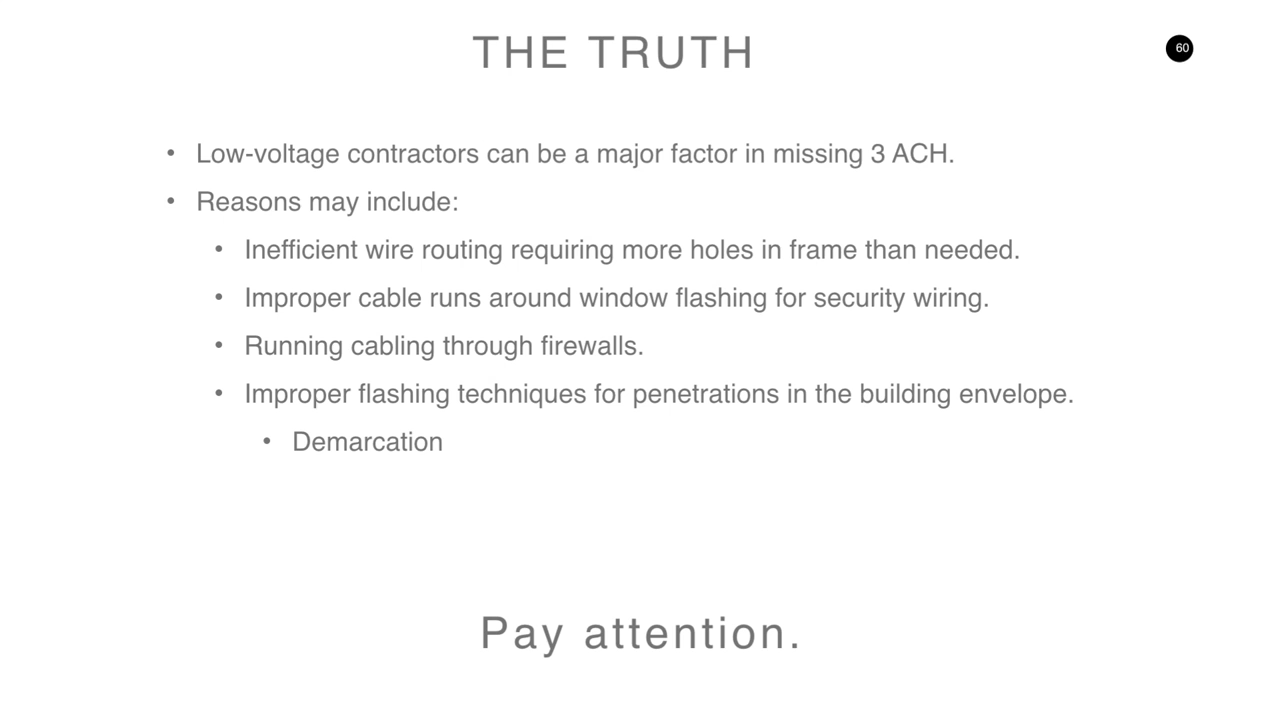 THE TRUTH
60
• Low-voltage contractors can be a major factor in missing 3 ACH.
• Reasons may include:
• Inefficient wire routing requiring more holes in frame than needed.
• Improper cable runs around window flashing for security wiring.
• Running cabling through firewalls.
• Improper flashing techniques for penetrations in the building envelope.
• Demarcation
Pay attention.